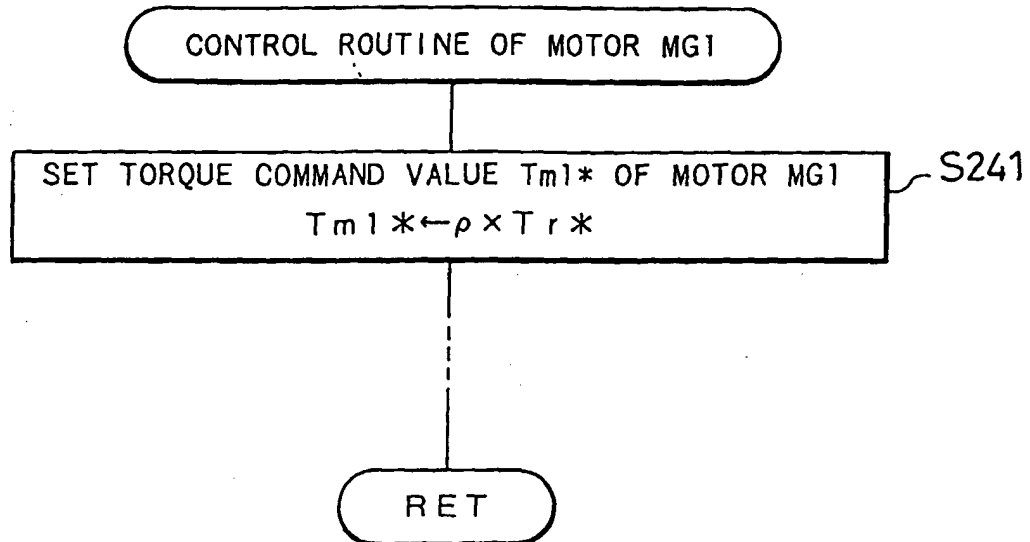 CONTROL ROUTINE OF MOTOR MG1
SET TORQUE COMMAND VALUE Tm1* OF MOTOR MG1
Tm1*←ρ×Tr*
S241
RET